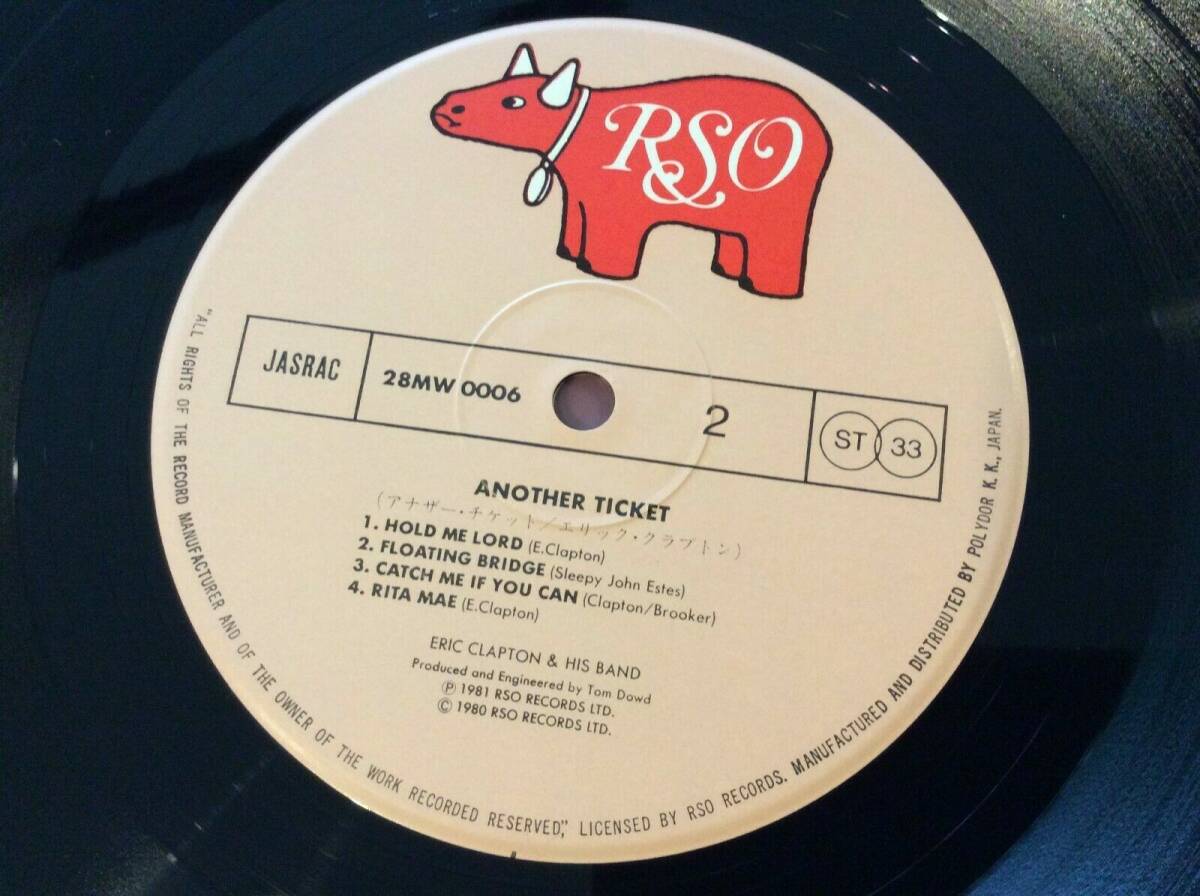 RSO
JASRAC
28MW 0006
2
ST 33
ANOTHER TICKET
(アナザー・チケット/エリック・クラプトン)
1. HOLD ME LORD (E.Clapton)
2. FLOATING BRIDGE (Sleepy John Estes)
3. CATCH ME IF YOU CAN (Clapton/Brooker)
4. RITA MAE (E.Clapton)
ERIC CLAPTON & HIS BAND
Produced and Engineered by Tom Dowd
Ⓟ 1981 RSO RECORDS LTD.
© 1980 RSO RECORDS LTD.
"ALL RIGHTS OF THE RECORD MANUFACTURER AND OF THE OWNER OF THE WORK RECORDED RESERVED", LICENSED BY RSO RECORDS. MANUFACTURED AND DISTRIBUTED BY POLYDOR K. K., JAPAN.